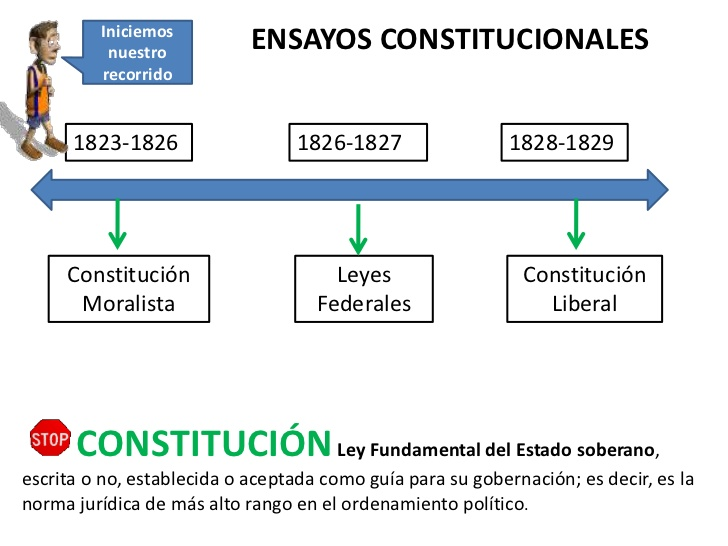 Iniciemos
nuestro
recorrido
ENSAYOS CONSTITUCIONALES
1823-1826
1826-1827
1828-1829
Constitución
Moralista
Leyes
Federales
Constitución
Liberal
STOP
CONSTITUCIÓN Ley Fundamental del Estado soberano,
escrita o no, establecida o aceptada como guía para su gobernación; es decir, es la
norma jurídica de más alto rango en el ordenamiento político.